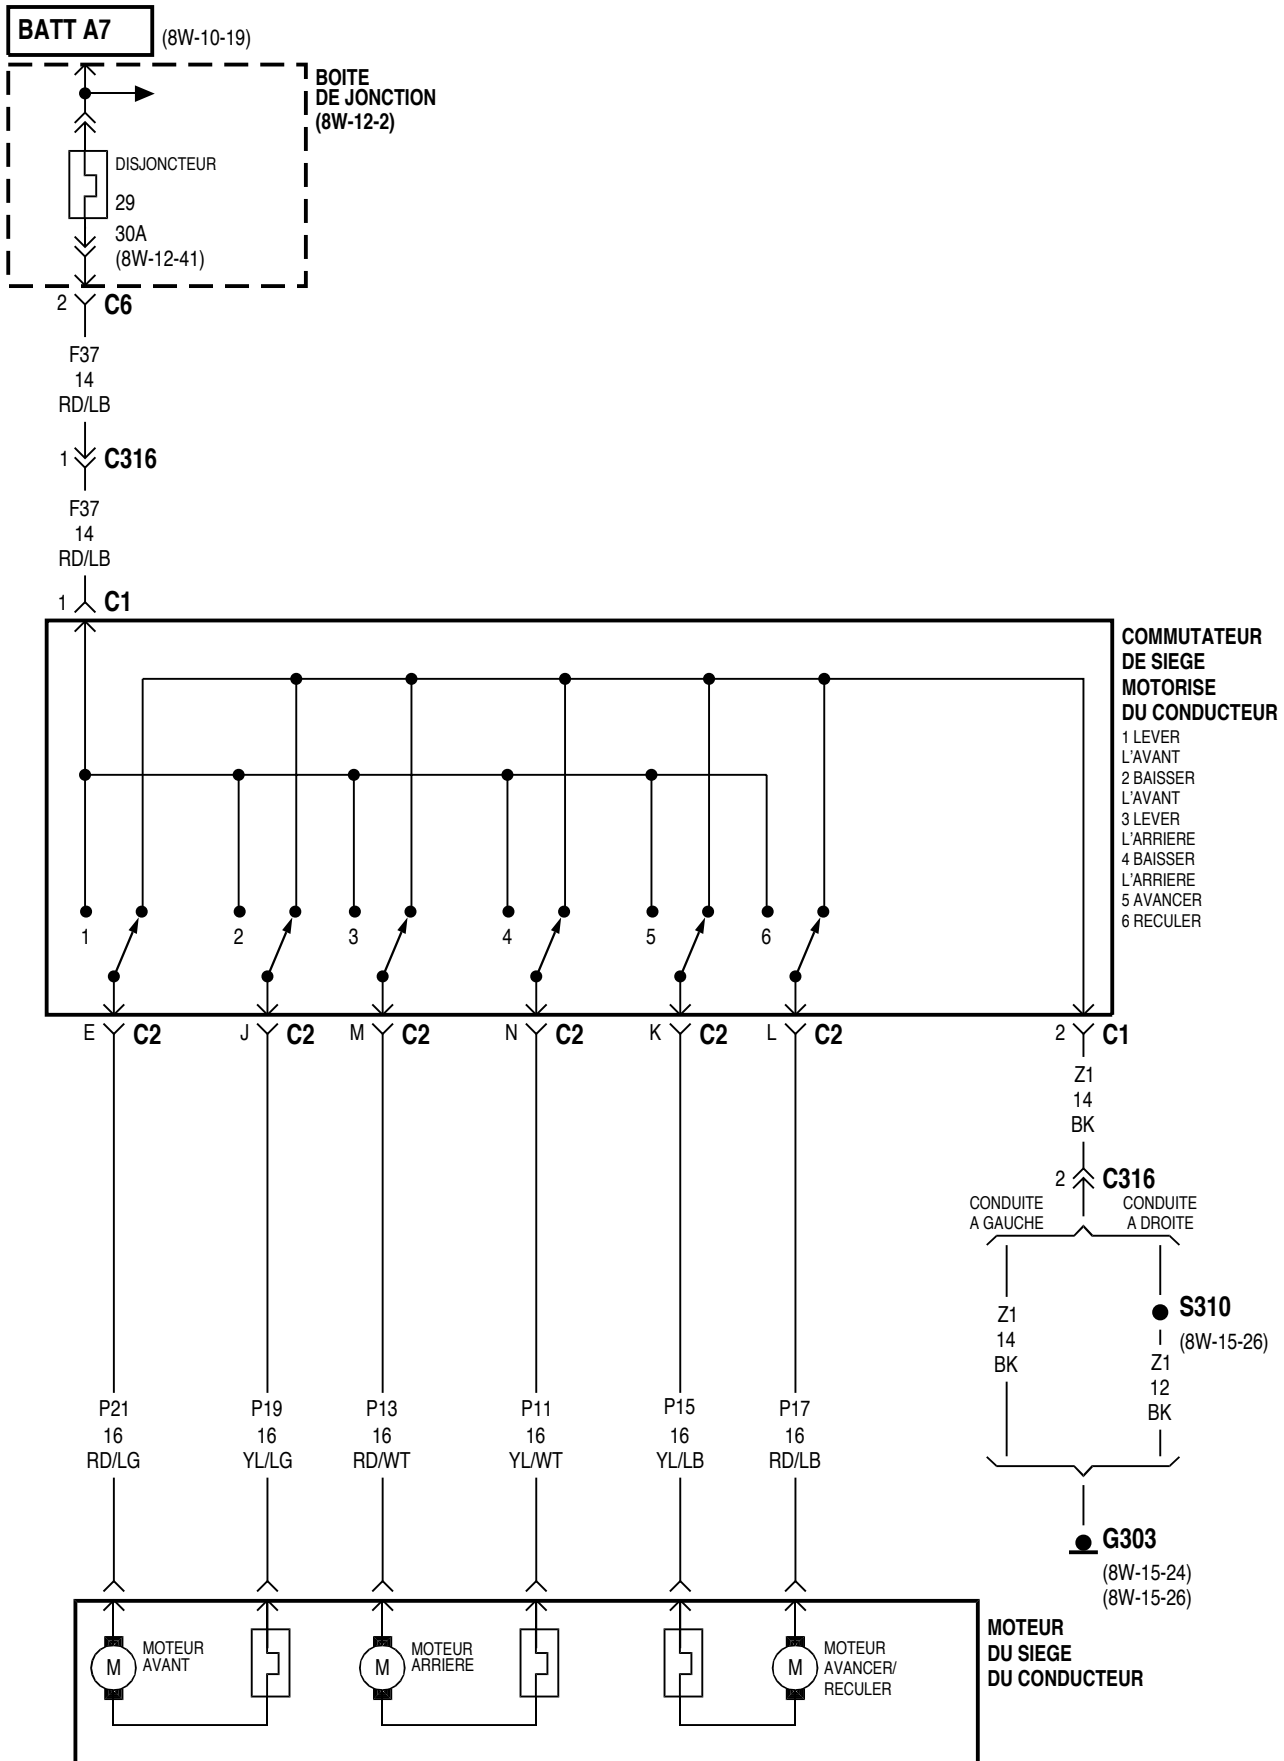 BATT A7
(8W-10-19)
BOITE
DE JONCTION
(8W-12-2)
DISJONCTEUR
29
30A
(8W-12-41)
2 C6
F37
14
RD/LB
1 C316
F37
14
RD/LB
1 C1
COMMUTATEUR
DE SIEGE
MOTORISE
DU CONDUCTEUR
1 LEVER
L'AVANT
2 BAISSER
L'AVANT
3 LEVER
L'ARRIERE
4 BAISSER
L'ARRIERE
5 AVANCER
6 RECULER
1 2 3 4 5 6
E C2 J C2 M C2 N C2 K C2 L C2 2 C1
Z1
14
BK
2 C316
CONDUITE
A GAUCHE
CONDUITE
A DROITE
Z1
14
BK
S310
(8W-15-26)
Z1
12
BK
P21
16
RD/LG
P19
16
YL/LG
P13
16
RD/WT
P11
16
YL/WT
P15
16
YL/LB
P17
16
RD/LB
G303
(8W-15-24)
(8W-15-26)
M
MOTEUR
AVANT
M
MOTEUR
ARRIERE
M
MOTEUR
AVANCER/
RECULER
MOTEUR
DU SIEGE
DU CONDUCTEUR